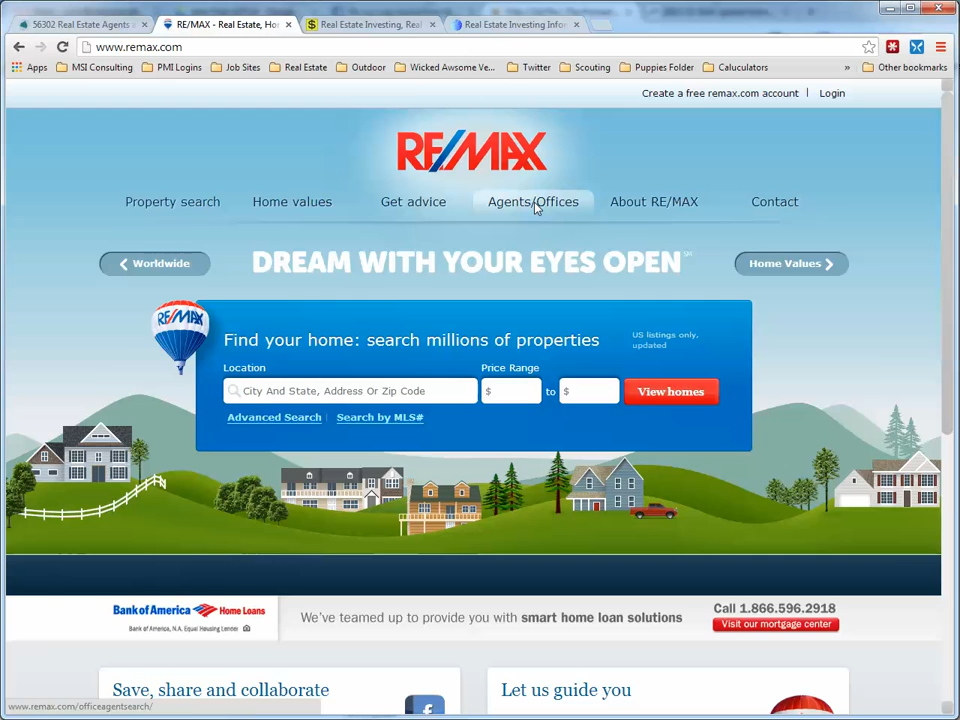 56302 Real Estate Agents a
RE/MAX - Real Estate, Ho
Real Estate Investing, Real
Real Estate Investing Infor
www.remax.com
Apps MSI Consulting PMI Logins Job Sites Real Estate Outdoor Wicked Awsome Ve... Twitter Scouting Puppies Folder Caluculators » Other bookmarks
Create a free remax.com account | Login
RE/MAX
Property search Home values Get advice Agents/Offices About RE/MAX Contact
Worldwide
DREAM WITH YOUR EYES OPEN SM
Home Values
RE/MAX
Find your home: search millions of properties
US listings only,
updated
Location Price Range
City And State, Address Or Zip Code $ to $ View homes
Advanced Search | Search by MLS#
Bank of America Home Loans
Bank of America, N.A. Equal Housing Lender
We've teamed up to provide you with smart home loan solutions
Call 1.866.596.2918
Visit our mortgage center
Save, share and collaborate
f
Let us guide you
www.remax.com/officeagentsearch/